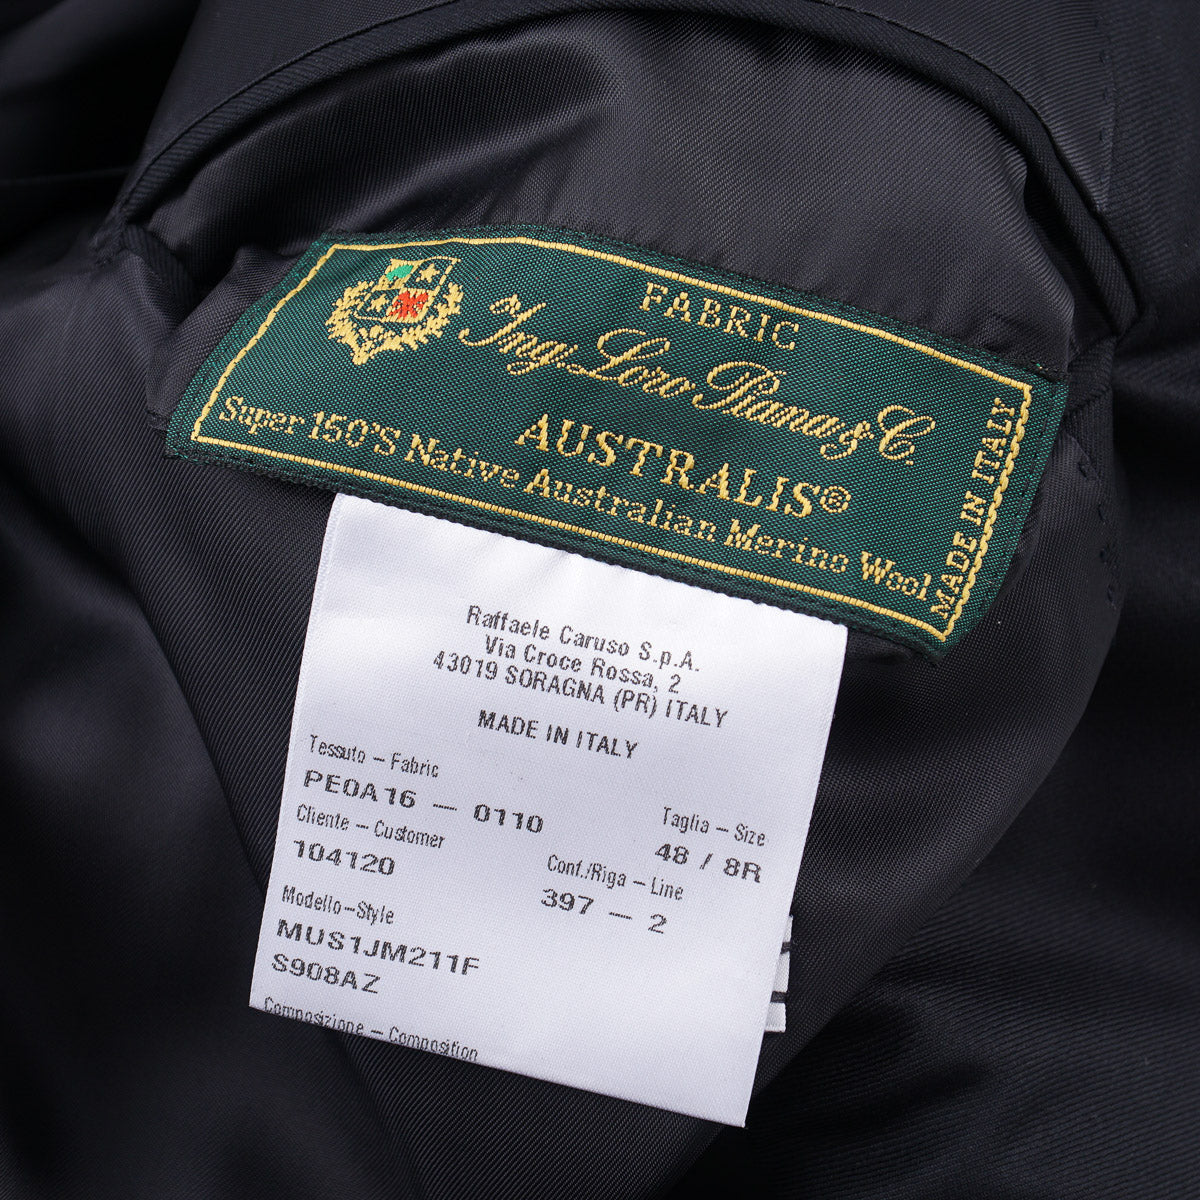 FABRIC
Ing. Loro Piana & C.
AUSTRALIS®
Super 150'S Native Australian Merino Wool
MADE IN ITALY
Raffaele Caruso S.p.A.
Via Croce Rossa, 2
43019 SORAGNA (PR) ITALY
MADE IN ITALY
Tessuto – Fabric
PE0A16 – 0110
Taglia – Size
48 / 8R
Cliente – Customer
104120
Conf./Riga – Line
397 – 2
Modello–Style
MUS1JM211F
S908AZ
Composizione – Composition